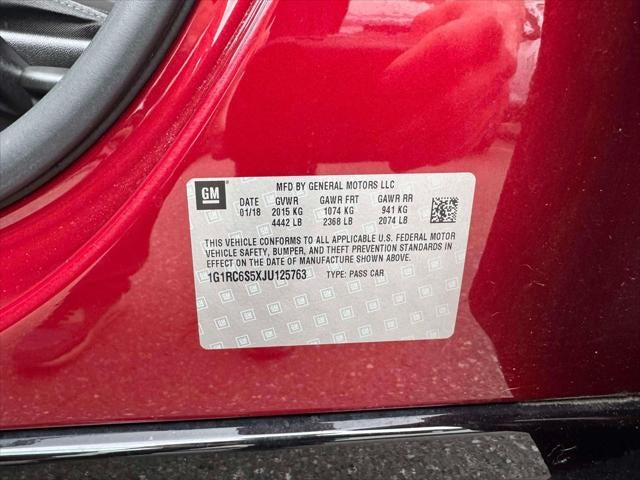 GM
MFD BY GENERAL MOTORS LLC
01/18 GVWR GAWR FRT GAWR RR
2015 KG 1074 KG 941 KG
4442 LB 2368 LB 2074 LB
THIS VEHICLE CONFORMS TO ALL APPLICABLE U.S. FEDERAL MOTOR
VEHICLE SAFETY, BUMPER, AND THEFT PREVENTION STANDARDS IN
EFFECT ON THE DATE OF MANUFACTURE SHOWN ABOVE.
1G1RC6S5XJU125763 TYPE: PASS CAR